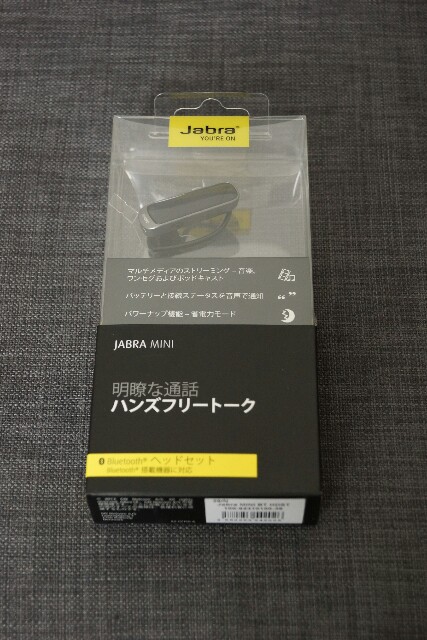 Jabra®
YOU'RE ON
マルチメディアのストリーミング – 音楽、
ワンセグおよびポッドキャスト
バッテリーと接続ステータスを音声で通知
パワーナップ機能 – 省電力モード
JABRA MINI
明瞭な通話
ハンズフリートーク
Bluetooth® ヘッドセット
Bluetooth® 搭載機器に対応